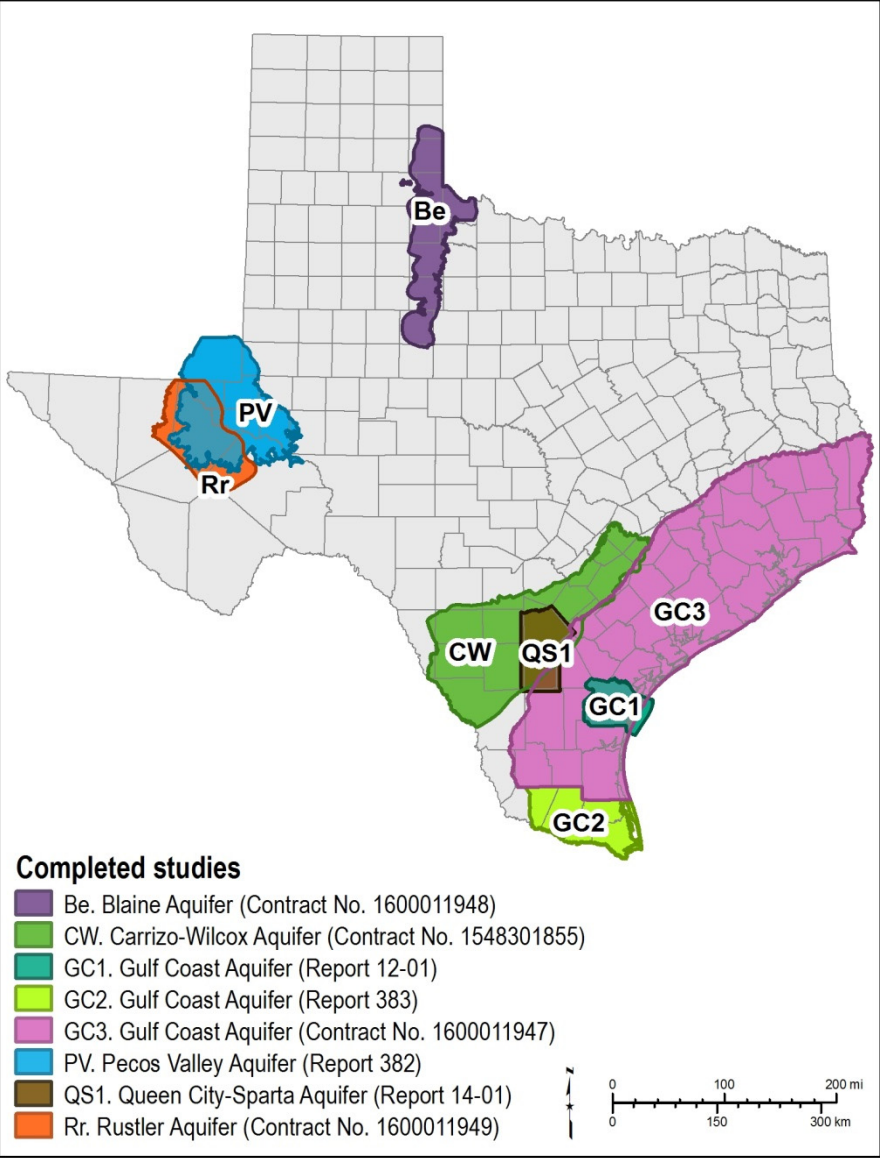 Be
PV
Rr
GC3
CW
QS1
GC1
GC2
Completed studies
Be. Blaine Aquifer (Contract No. 1600011948)
CW. Carrizo-Wilcox Aquifer (Contract No. 1548301855)
GC1. Gulf Coast Aquifer (Report 12-01)
GC2. Gulf Coast Aquifer (Report 383)
GC3. Gulf Coast Aquifer (Contract No. 1600011947)
PV. Pecos Valley Aquifer (Report 382)
QS1. Queen City-Sparta Aquifer (Report 14-01)
Rr. Rustler Aquifer (Contract No. 1600011949)
N
0 100 200 mi
0 150 300 km